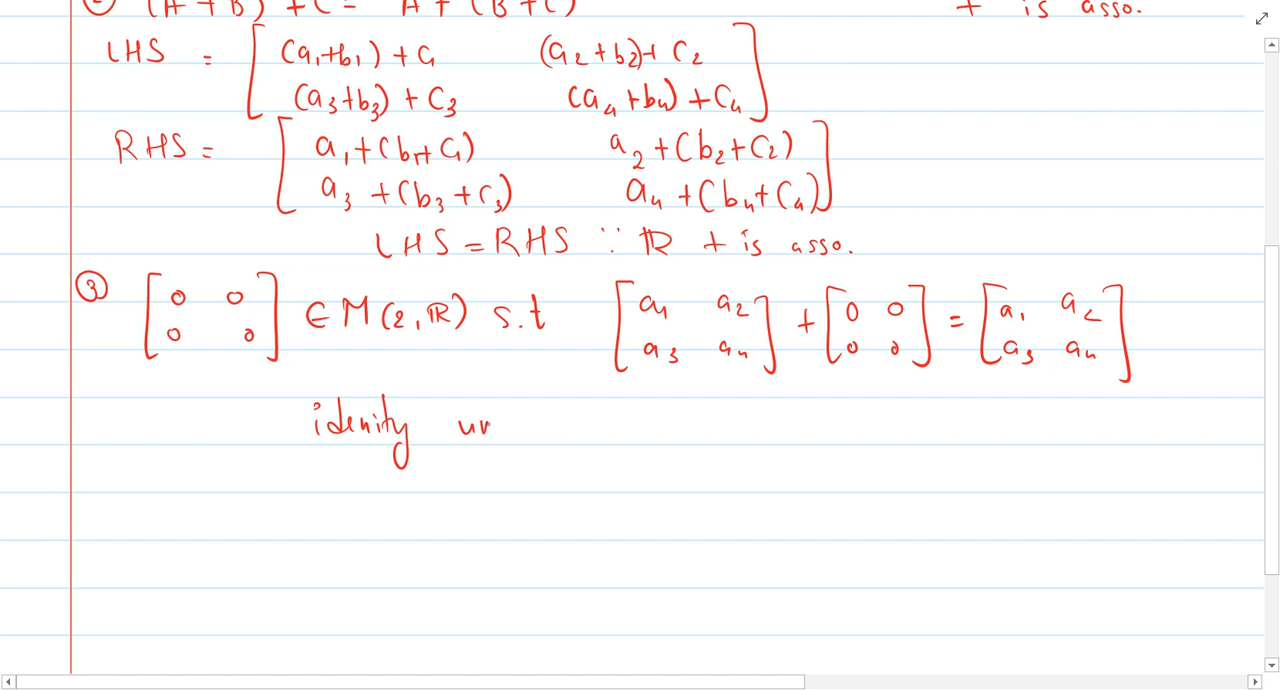 ② (A + B) + C = A + (B + C) + is asso.
LHS = [ (a₁+b₁) + c₁ (a₂+b₂)+ c₂
(a₃+b₃) + c₃ (a₄+b₄) + c₄ ]
RHS = [ a₁+(b₁+c₁) a₂+(b₂+c₂)
a₃ +(b₃+c₃) a₄+(b₄+c₄) ]
LHS = RHS ∵ ℝ + is asso.
③ [ 0 0 ; 0 0 ] ∈ M(2,ℝ) s.t [ a₁ a₂ ; a₃ a₄ ] + [ 0 0 ; 0 0 ] = [ a₁ a₂ ; a₃ a₄ ]
idenity